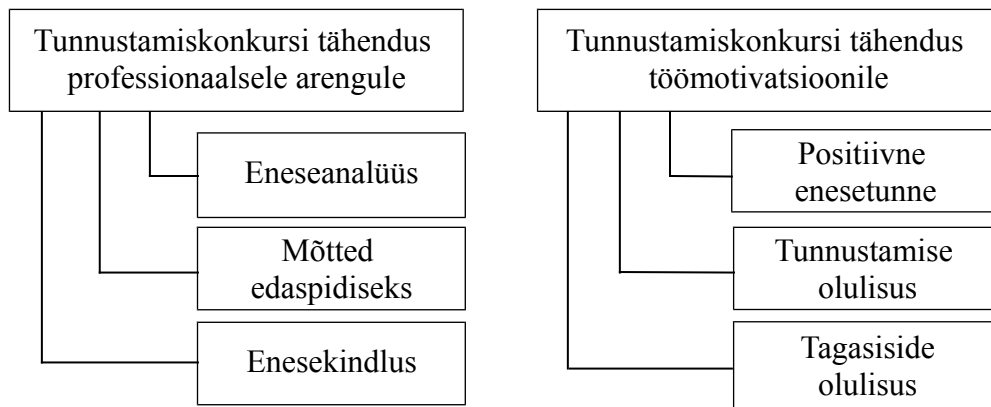 Tunnustamiskonkursi tähendus
professionaalsele arengule
Eneseanalüüs
Mõtted
edaspidiseks
Enesekindlus
Tunnustamiskonkursi tähendus
töömotivatsioonile
Positiivne
enesetunne
Tunnustamise
olulisus
Tagasiside
olulisus